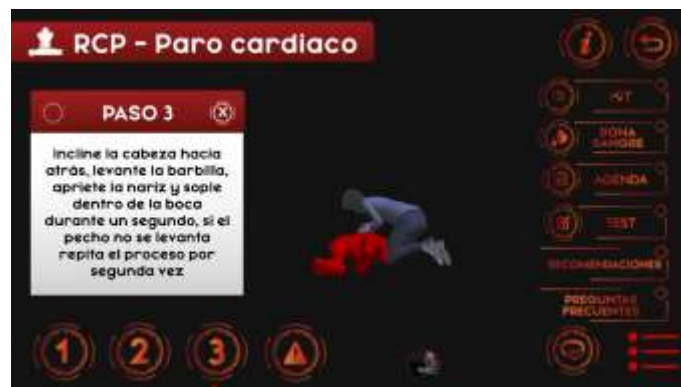 RCP - Paro cardiaco
PASO 3
Incline la cabeza hacia
atrás, levante la barbilla,
apriete la nariz y sople
dentro de la boca
durante un segundo, si el
pecho no se levanta
repita el proceso por
segunda vez
KIT
DONA
SANGRE
AGENDA
TEST
RECOMENDACIONES
PREGUNTAS
FRECUENTES
1
2
3